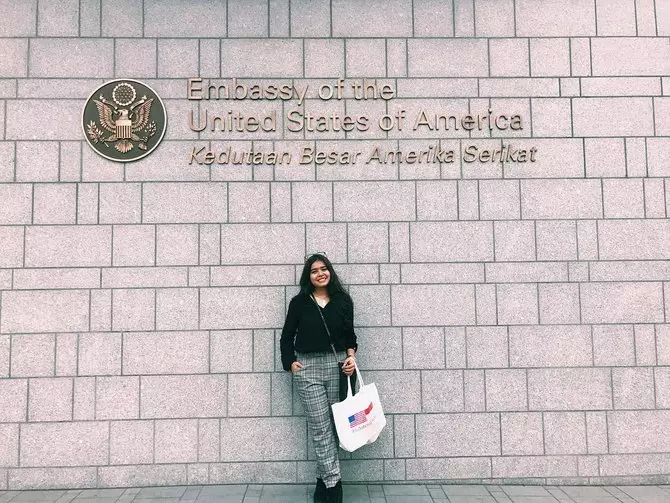 Embassy of the
United States of America
Kedutaan Besar Amerika Serikat